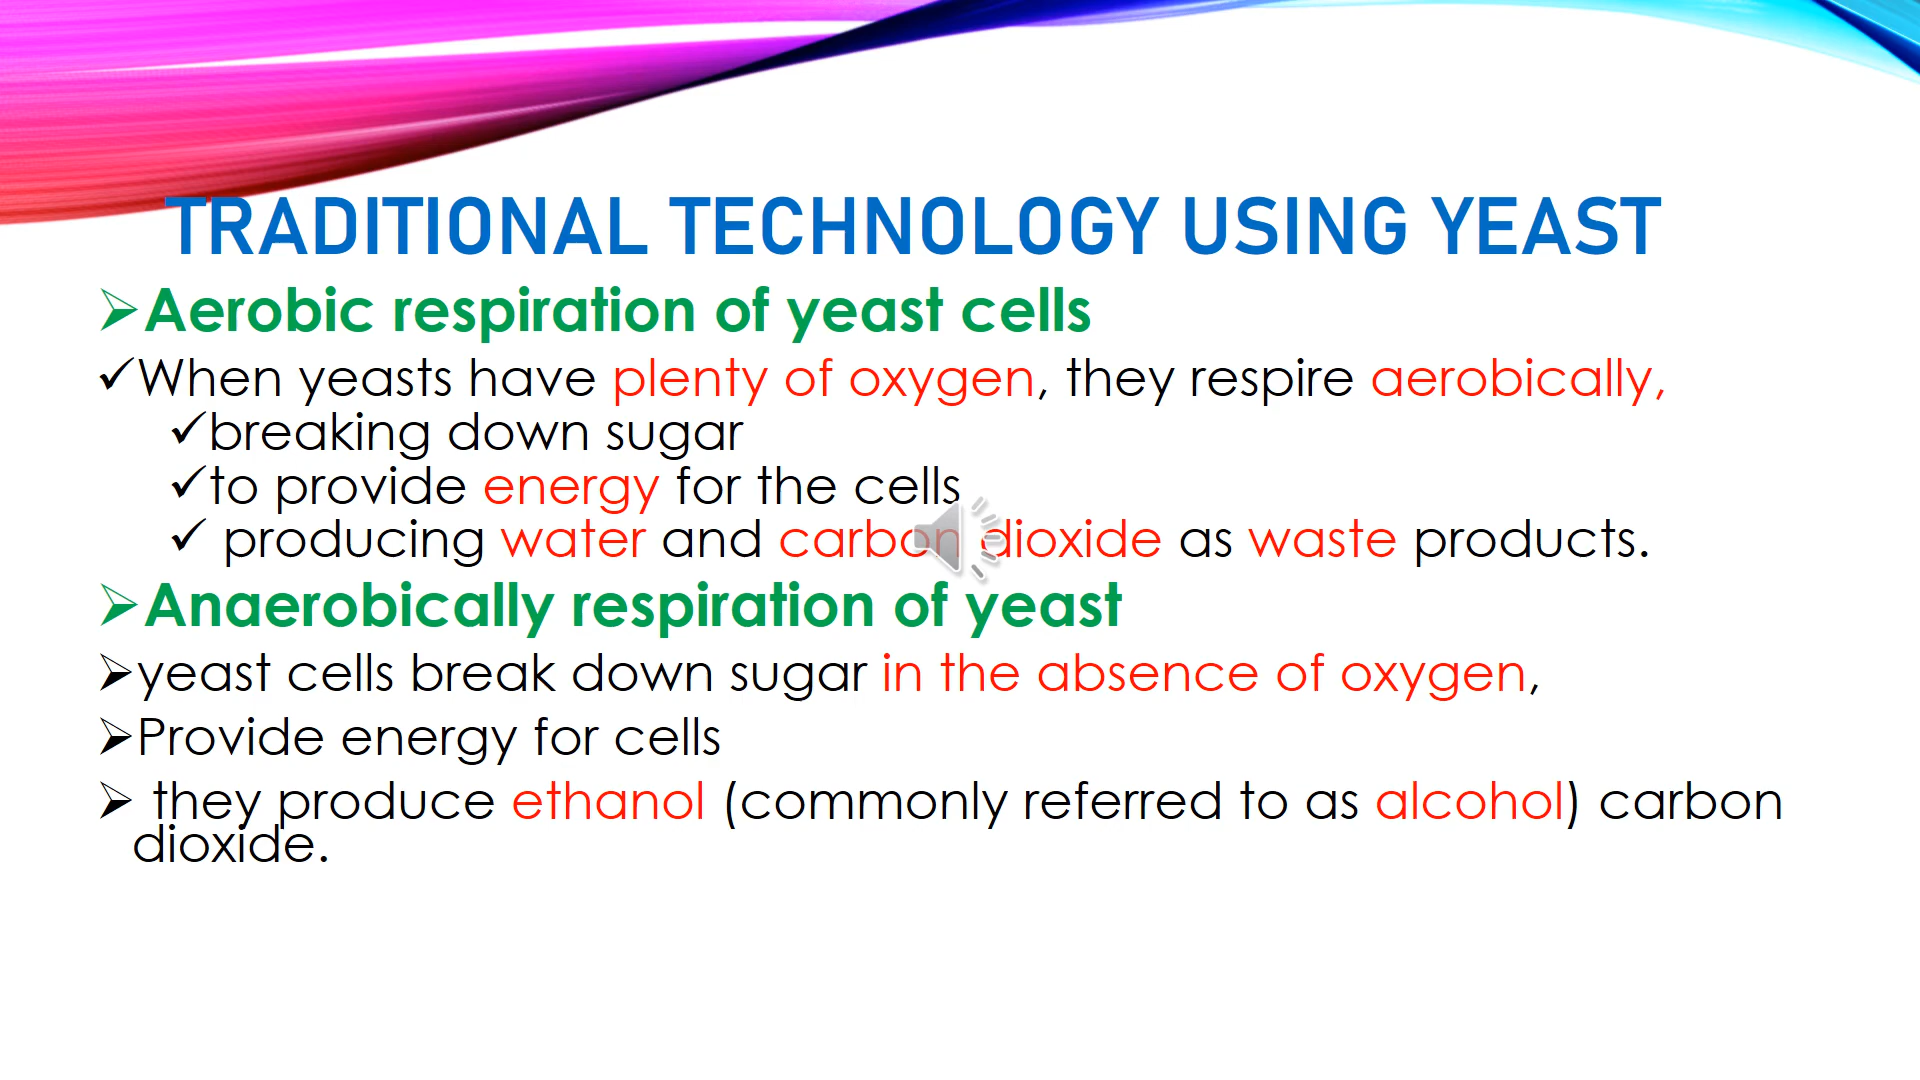 TRADITIONAL TECHNOLOGY USING YEAST
➢Aerobic respiration of yeast cells
✓When yeasts have plenty of oxygen, they respire aerobically,
✓breaking down sugar
✓to provide energy for the cells
✓ producing water and carbon dioxide as waste products.
➢Anaerobically respiration of yeast
➢yeast cells break down sugar in the absence of oxygen,
➢Provide energy for cells
➢ they produce ethanol (commonly referred to as alcohol) carbon
dioxide.